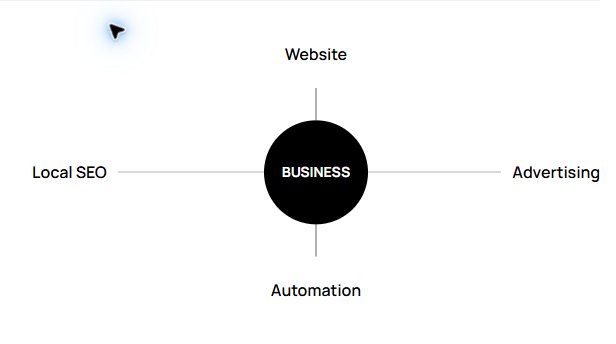 Website
Local SEO
BUSINESS
Advertising
Automation